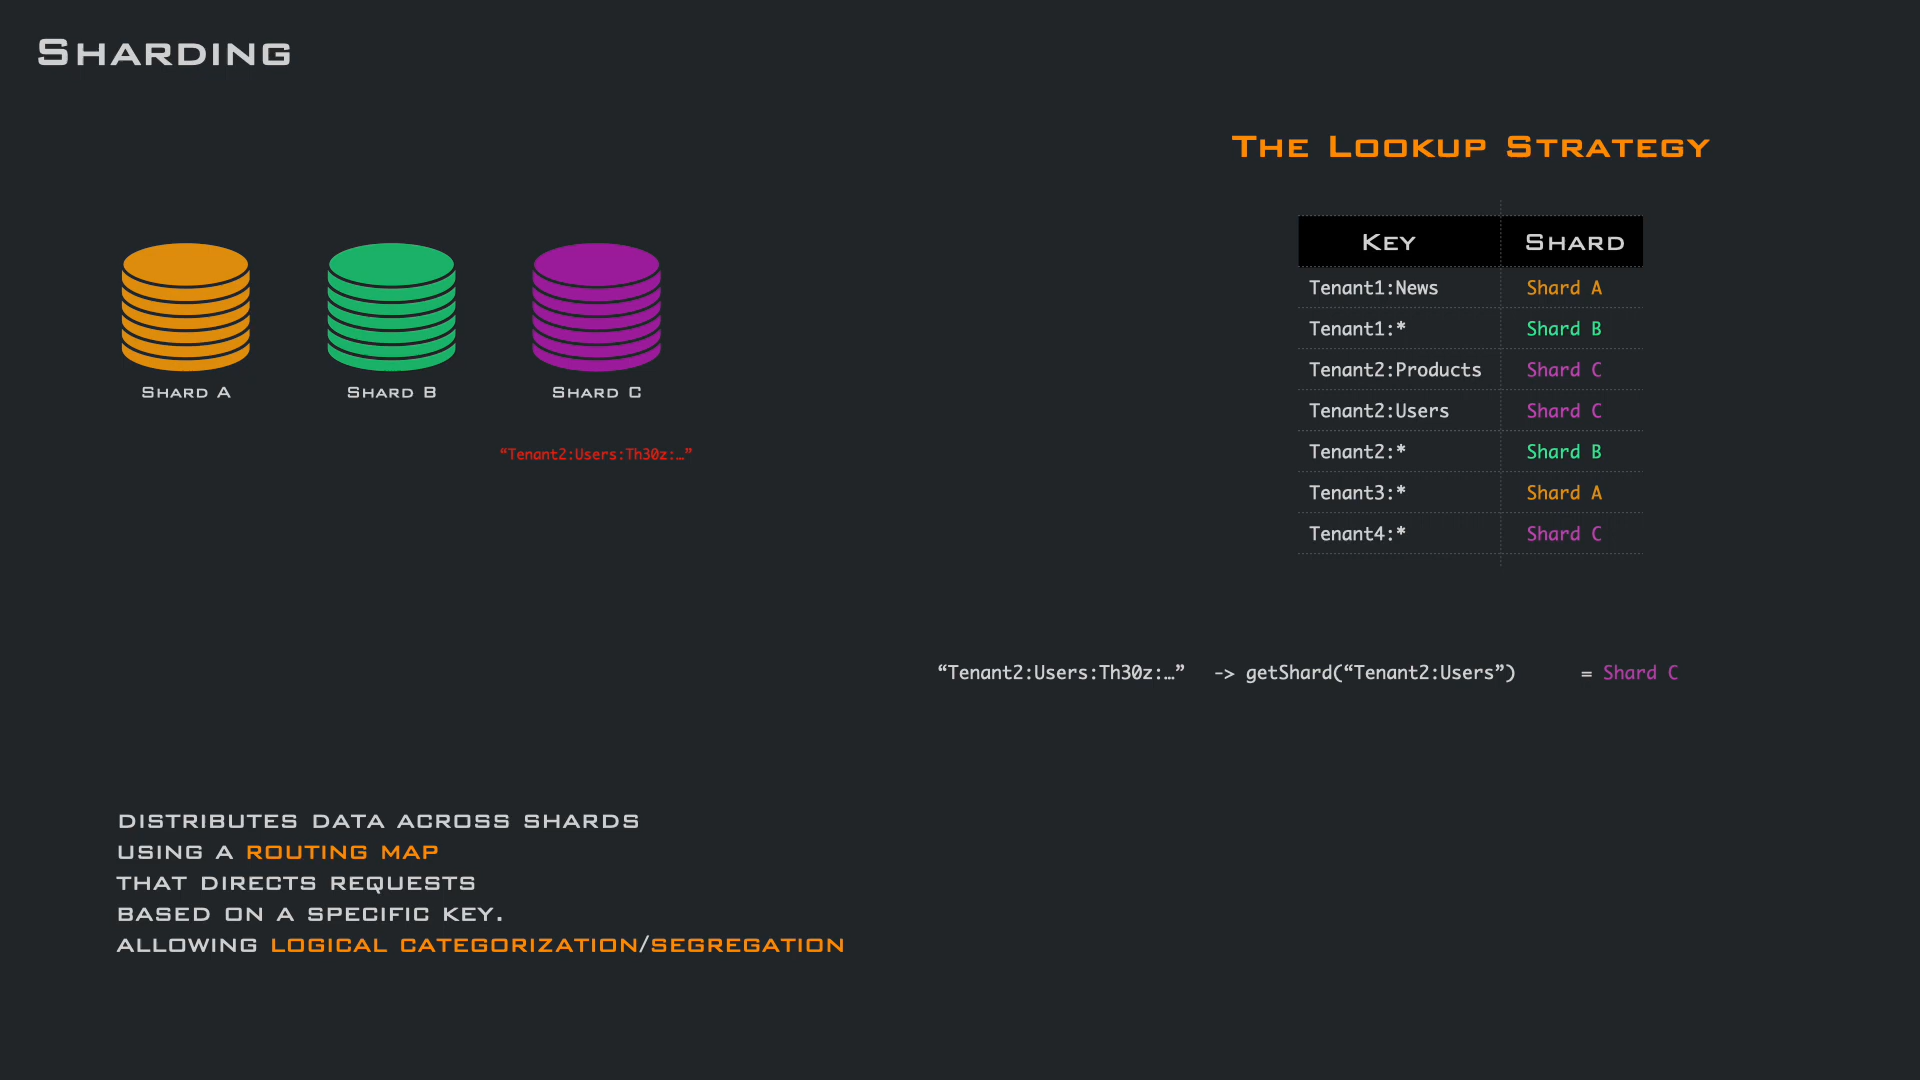 Sharding
The Lookup Strategy
Key Shard
Tenant1:News Shard A
Tenant1:* Shard B
Tenant2:Products Shard C
Tenant2:Users Shard C
Tenant2:* Shard B
Tenant3:* Shard A
Tenant4:* Shard C
Shard A Shard B Shard C
“Tenant2:Users:Th30z:…”
“Tenant2:Users:Th30z:…” -> getShard(“Tenant2:Users”) = Shard C
distributes data across shards
using a routing map
that directs requests
based on a specific key.
allowing logical categorization/segregation